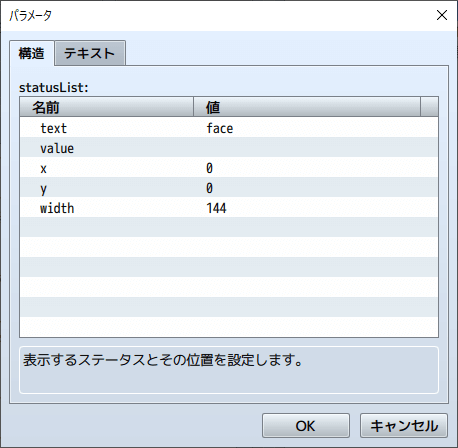 パラメータ
構造 テキスト
statusList:
名前 値
text face
value
x 0
y 0
width 144
表示するステータスとその位置を設定します。
OK キャンセル